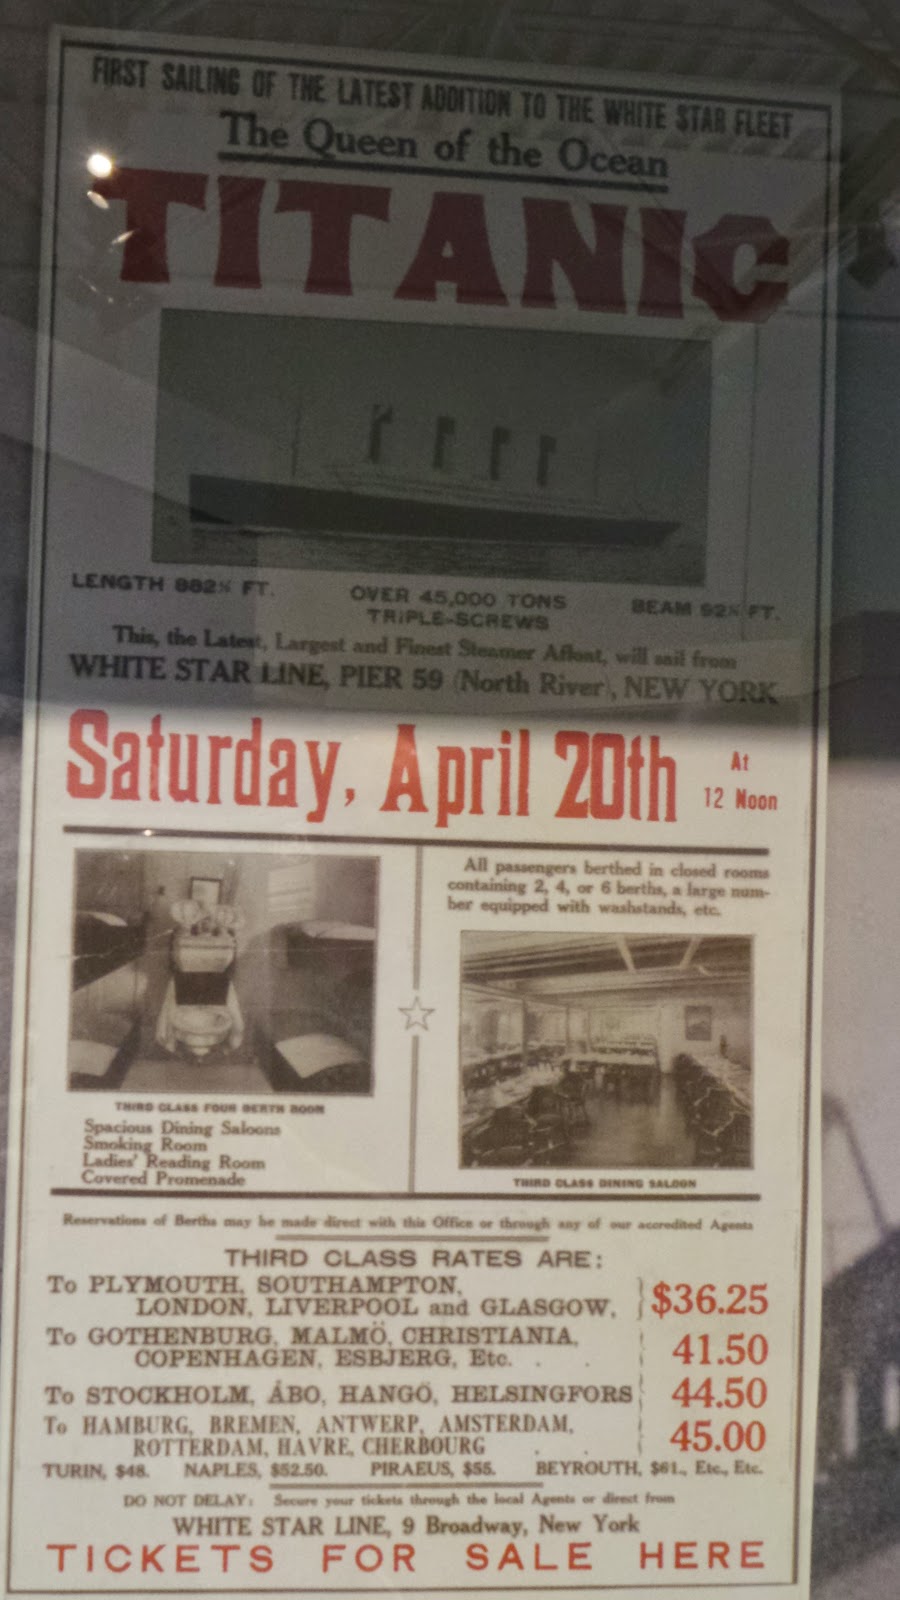 FIRST SAILING OF THE LATEST ADDITION TO THE WHITE STAR FLEET
The Queen of the Ocean
TITANIC
LENGTH 882½ FT.
OVER 45,000 TONS
TRIPLE-SCREWS
BEAM 92½ FT.
This, the Latest, Largest and Finest Steamer Afloat, will sail from
WHITE STAR LINE, PIER 59 (North River), NEW YORK
Saturday, April 20th
At
12 Noon
All passengers berthed in closed rooms
containing 2, 4, or 6 berths, a large num-
ber equipped with washstands, etc.
THIRD CLASS FOUR BERTH ROOM
Spacious Dining Saloons
Smoking Room
Ladies' Reading Room
Covered Promenade
THIRD CLASS DINING SALOON
Reservations of Berths may be made direct with this Office or through any of our accredited Agents
THIRD CLASS RATES ARE:
To PLYMOUTH, SOUTHAMPTON,
LONDON, LIVERPOOL and GLASGOW, $36.25
To GOTHENBURG, MALMÖ, CHRISTIANIA,
COPENHAGEN, ESBJERG, Etc. . . 41.50
To STOCKHOLM, ÅBO, HANGÖ, HELSINGFORS 44.50
To HAMBURG, BREMEN, ANTWERP, AMSTERDAM,
ROTTERDAM, HAVRE, CHERBOURG . . 45.00
TURIN, $48. NAPLES, $52.50. PIRAEUS, $55. BEYROUTH, $61., Etc., Etc.
DO NOT DELAY: Secure your tickets through the local Agents or direct from
WHITE STAR LINE, 9 Broadway, New York
TICKETS FOR SALE HERE